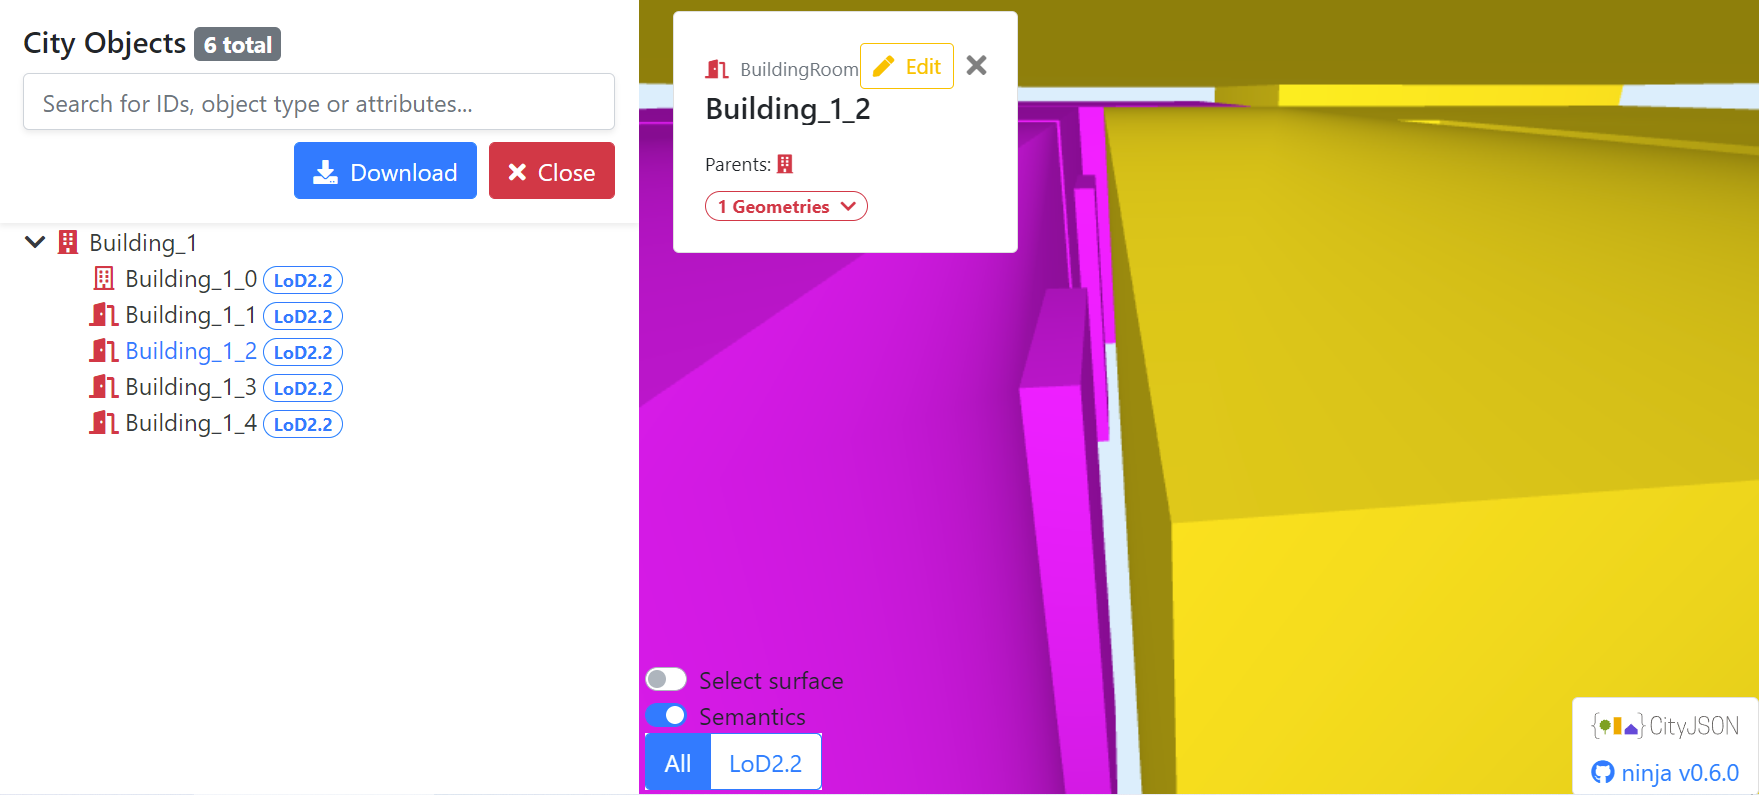 City Objects 6 total
Search for IDs, object type or attributes...
Download
Close
Building_1
Building_1_0 LoD2.2
Building_1_1 LoD2.2
Building_1_2 LoD2.2
Building_1_3 LoD2.2
Building_1_4 LoD2.2
BuildingRoom
Edit
Building_1_2
Parents:
1 Geometries
Select surface
Semantics
All LoD2.2
CityJSON
ninja v0.6.0